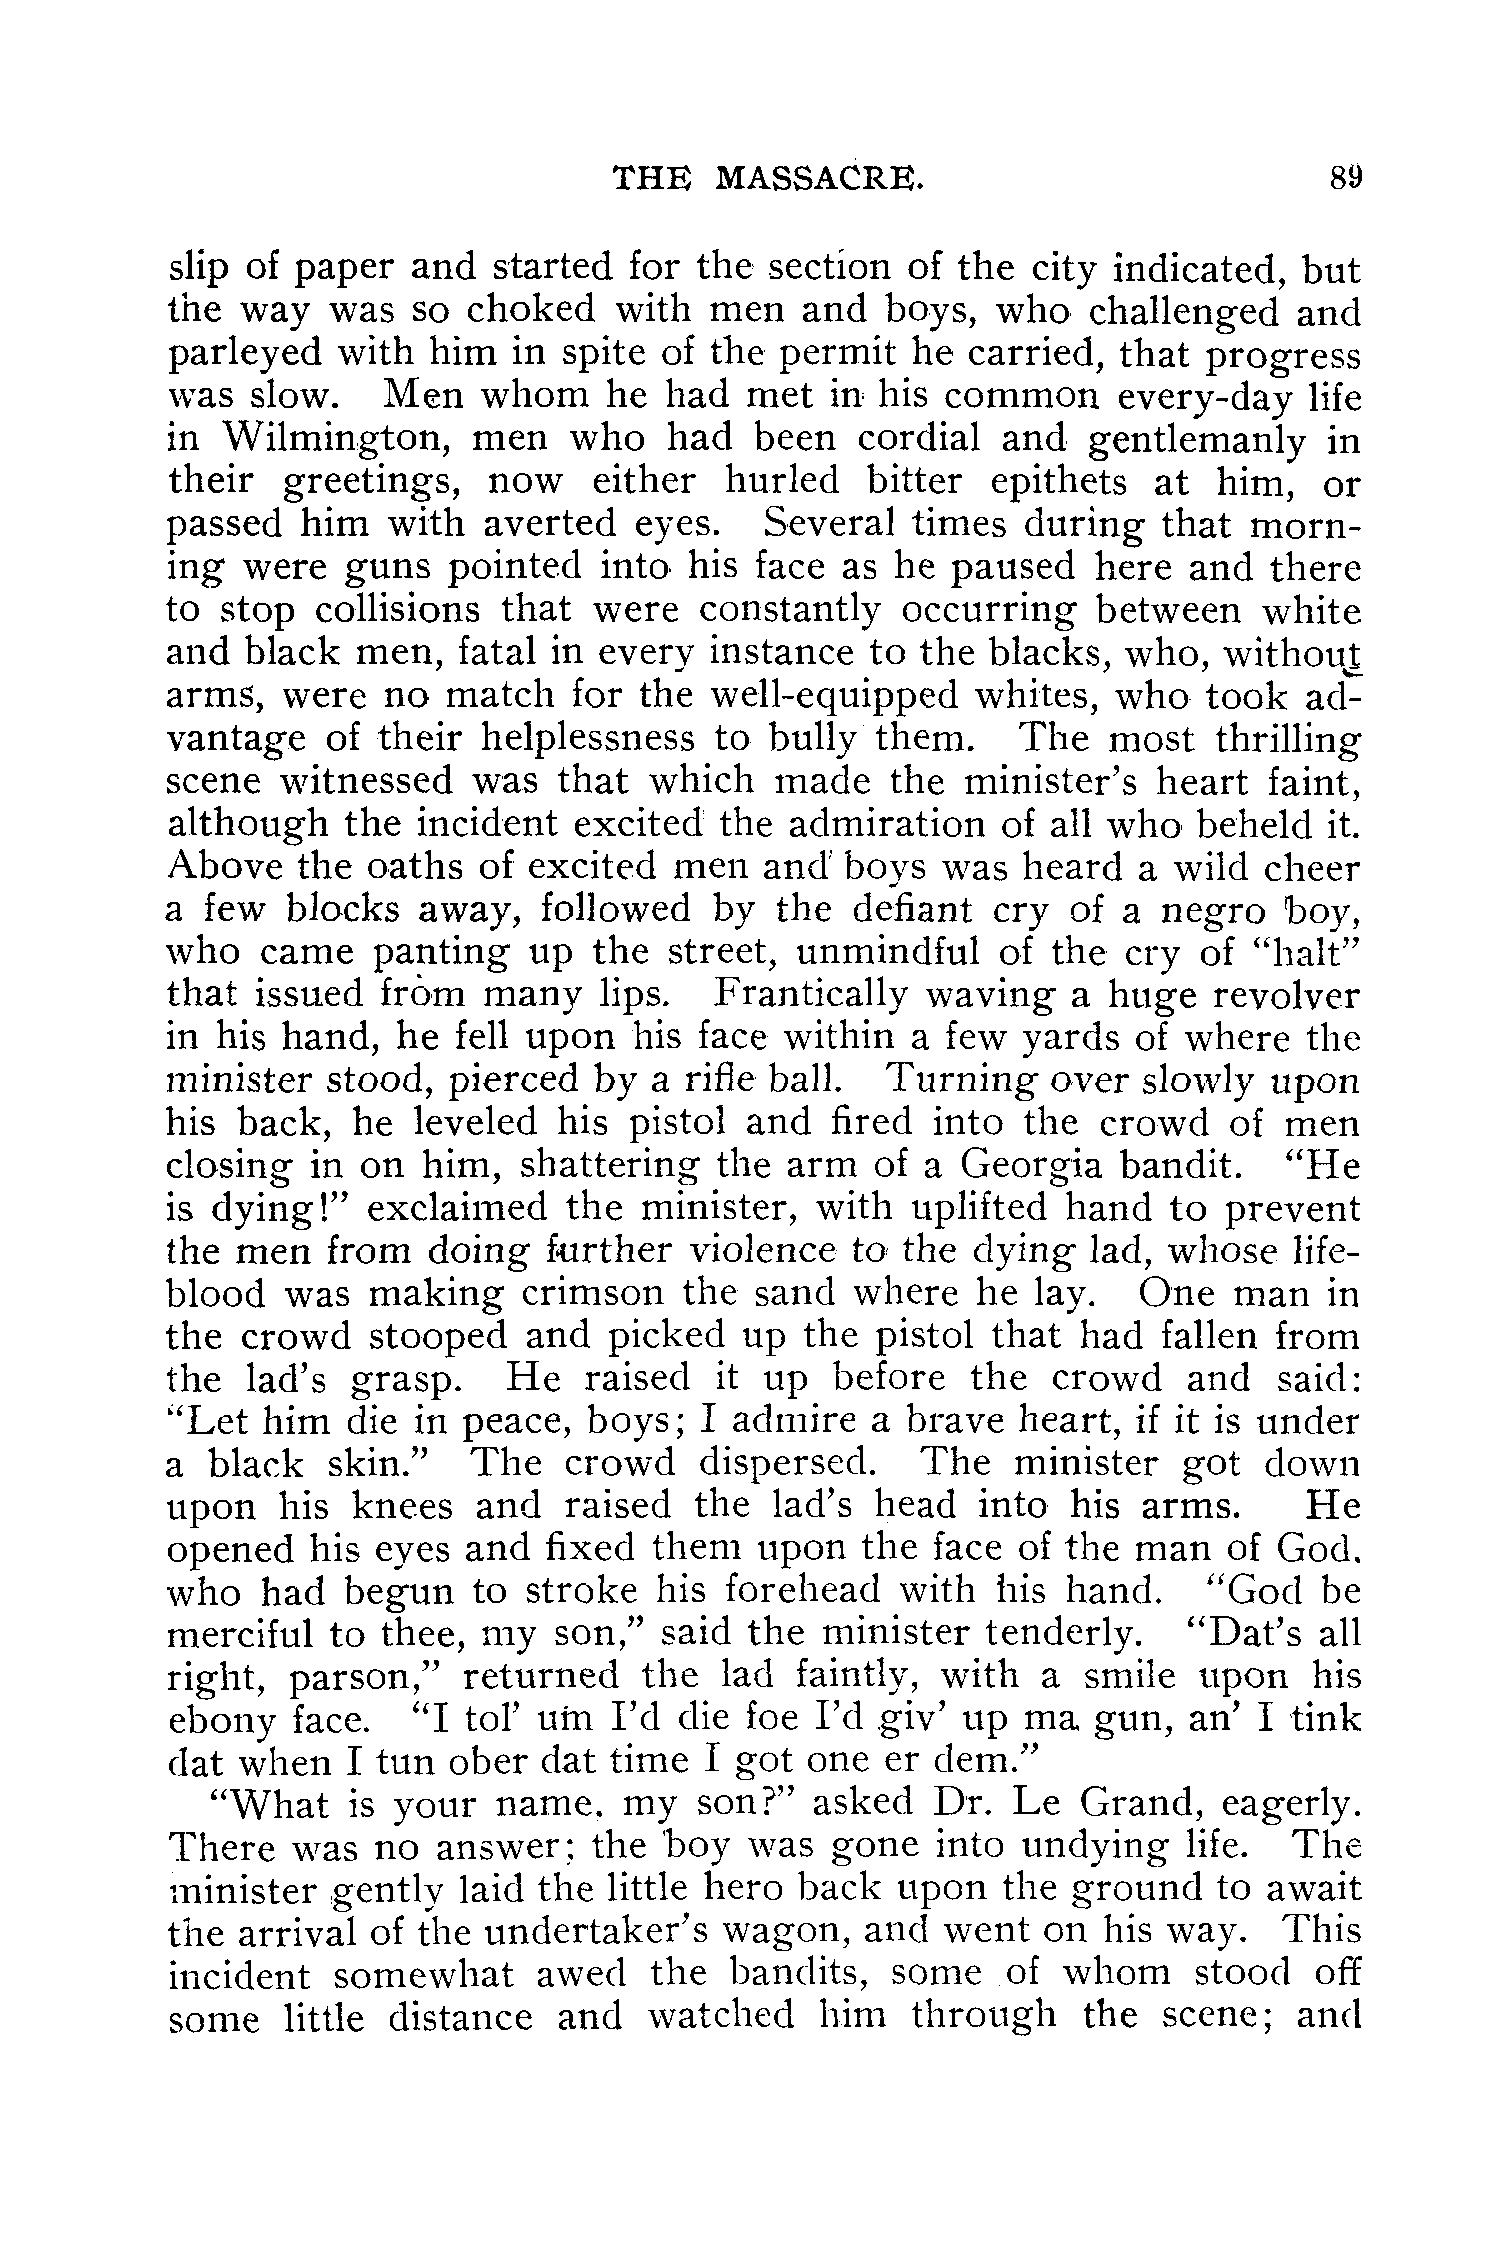 THE MASSACRE. 89
slip of paper and started for the section of the city indicated, but
the way was so choked with men and boys, who challenged and
parleyed with him in spite of the permit he carried, that progress
was slow. Men whom he had met in his common every-day life
in Wilmington, men who had been cordial and gentlemanly in
their greetings, now either hurled bitter epithets at him, or
passed him with averted eyes. Several times during that morn-
ing were guns pointed into his face as he paused here and there
to stop collisions that were constantly occurring between white
and black men, fatal in every instance to the blacks, who, without
arms, were no match for the well-equipped whites, who took ad-
vantage of their helplessness to bully them. The most thrilling
scene witnessed was that which made the minister's heart faint,
although the incident excited the admiration of all who beheld it.
Above the oaths of excited men and boys was heard a wild cheer
a few blocks away, followed by the defiant cry of a negro boy,
who came panting up the street, unmindful of the cry of "halt"
that issued from many lips. Frantically waving a huge revolver
in his hand, he fell upon his face within a few yards of where the
minister stood, pierced by a rifle ball. Turning over slowly upon
his back, he leveled his pistol and fired into the crowd of men
closing in on him, shattering the arm of a Georgia bandit. "He
is dying!" exclaimed the minister, with uplifted hand to prevent
the men from doing further violence to the dying lad, whose life-
blood was making crimson the sand where he lay. One man in
the crowd stooped and picked up the pistol that had fallen from
the lad's grasp. He raised it up before the crowd and said:
"Let him die in peace, boys; I admire a brave heart, if it is under
a black skin." The crowd dispersed. The minister got down
upon his knees and raised the lad's head into his arms. He
opened his eyes and fixed them upon the face of the man of God.
who had begun to stroke his forehead with his hand. "God be
merciful to thee, my son," said the minister tenderly. "Dat's all
right, parson," returned the lad faintly, with a smile upon his
ebony face. "I tol' um I'd die foe I'd giv' up ma gun, an' I tink
dat when I tun ober dat time I got one er dem."
"What is your name. my son?" asked Dr. Le Grand, eagerly.
There was no answer; the boy was gone into undying life. The
minister gently laid the little hero back upon the ground to await
the arrival of the undertaker's wagon, and went on his way. This
incident somewhat awed the bandits, some of whom stood off
some little distance and watched him through the scene; and